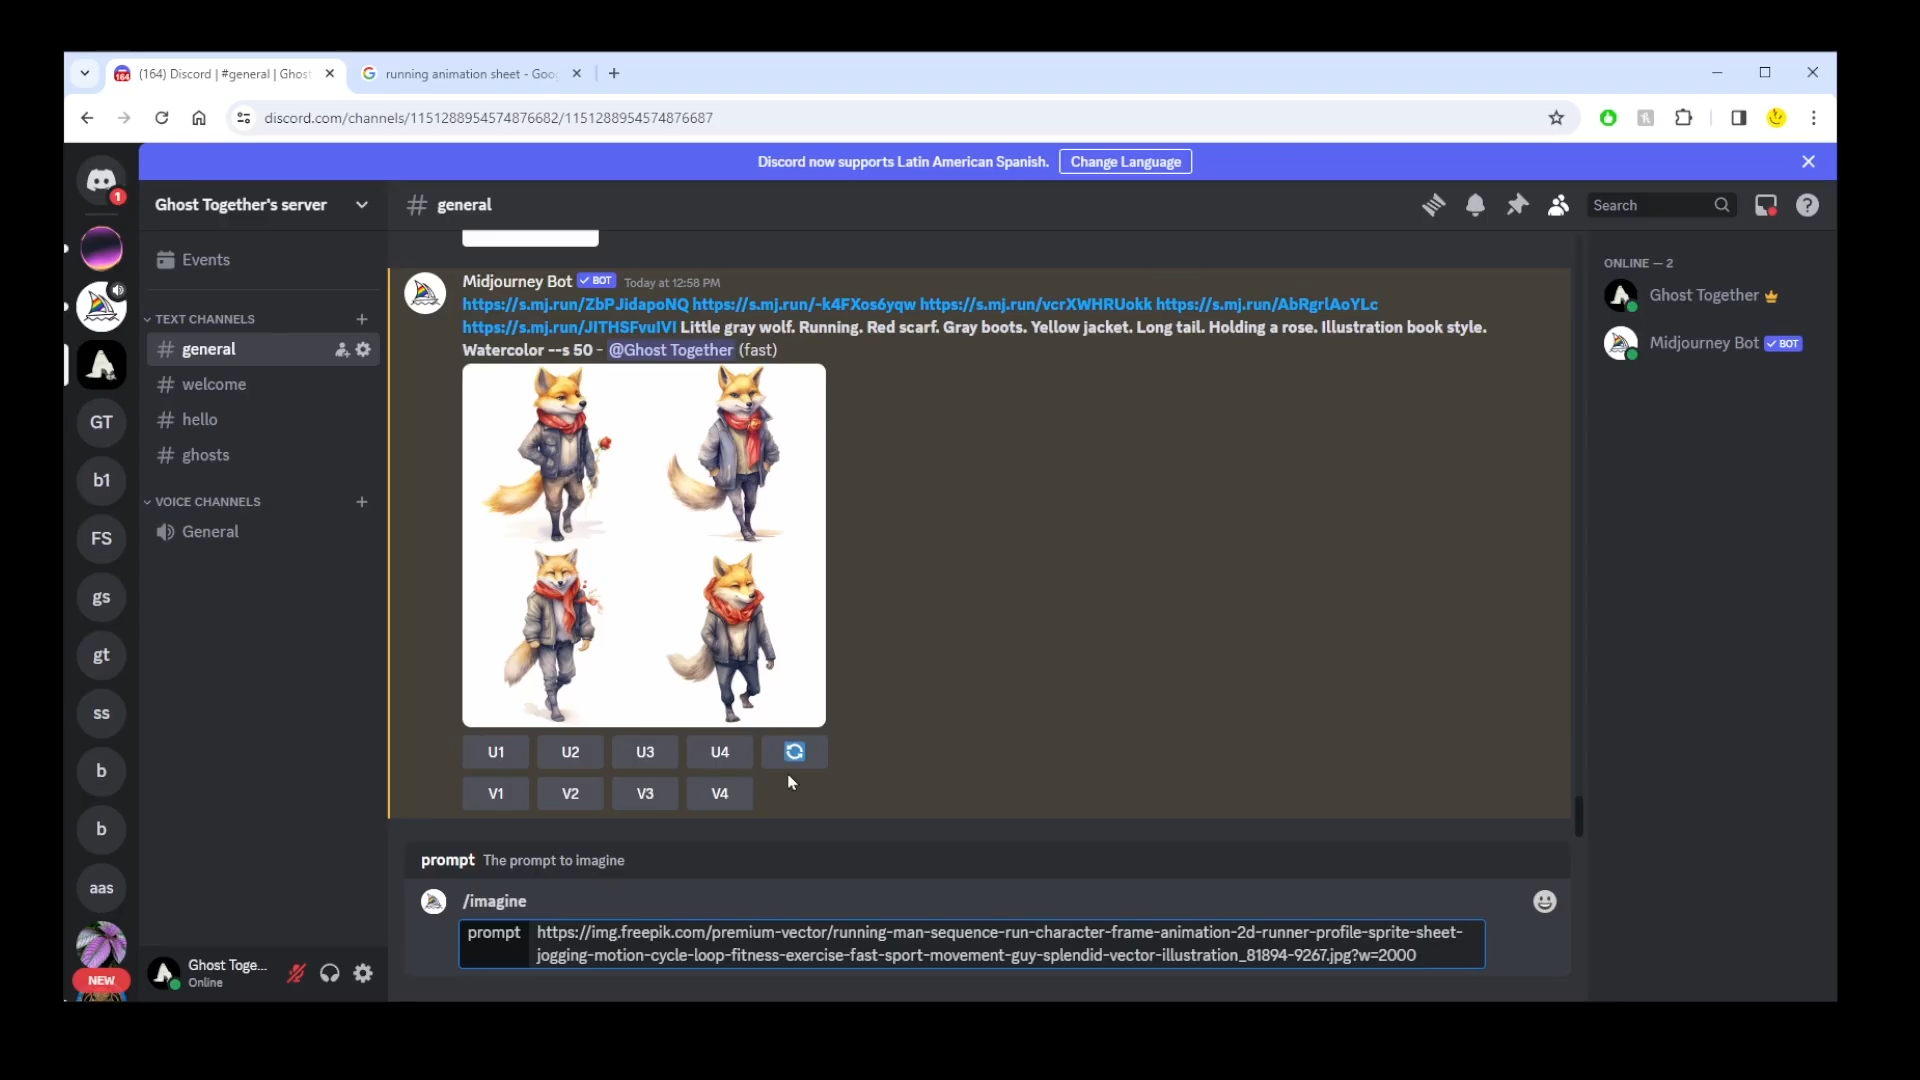 (164) Discord | #general | Ghost
running animation sheet - Goog
discord.com/channels/1151288954574876682/1151288954574876687
Discord now supports Latin American Spanish. Change Language
1
Ghost Together's server
general
Search
Events
TEXT CHANNELS
general
welcome
hello
ghosts
VOICE CHANNELS
General
GT
b1
FS
gs
gt
ss
b
b
aas
NEW
Ghost Toge...
Online
Midjourney Bot BOT Today at 12:58 PM
https://s.mj.run/ZbPJidapoNQ https://s.mj.run/-k4FXos6yqw https://s.mj.run/vcrXWHRUokk https://s.mj.run/AbRgrlAoYLc
https://s.mj.run/JITHSFvuIVI Little gray wolf. Running. Red scarf. Gray boots. Yellow jacket. Long tail. Holding a rose. Illustration book style.
Watercolor --s 50 - @Ghost Together (fast)
U1 U2 U3 U4
V1 V2 V3 V4
prompt The prompt to imagine
/imagine
prompt https://img.freepik.com/premium-vector/running-man-sequence-run-character-frame-animation-2d-runner-profile-sprite-sheet-
jogging-motion-cycle-loop-fitness-exercise-fast-sport-movement-guy-splendid-vector-illustration_81894-9267.jpg?w=2000
ONLINE — 2
Ghost Together
Midjourney Bot BOT